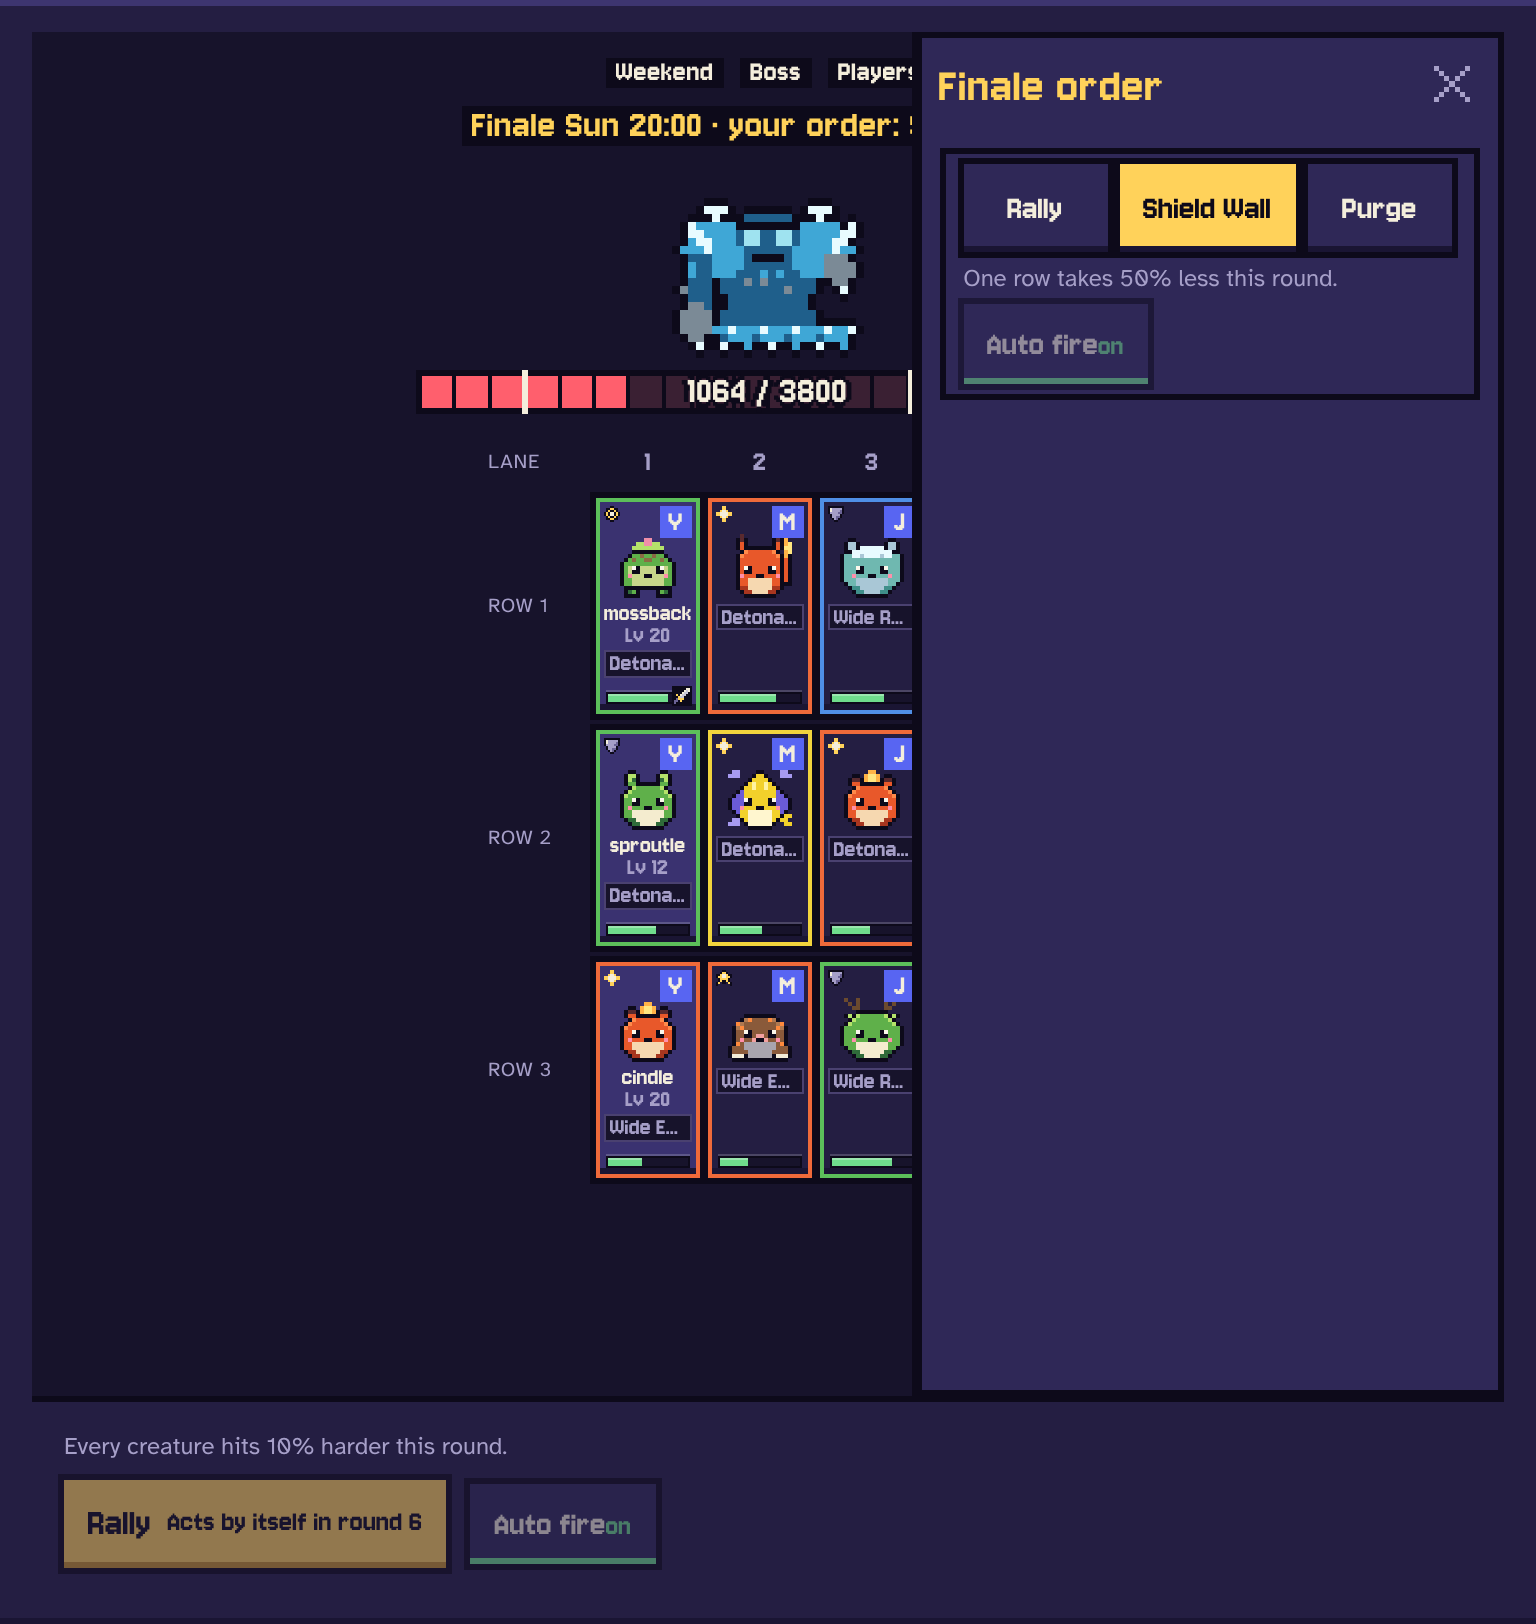 Weekend Boss Players
Finale Sun 20:00 · your order:
1064 / 3800
LANE 1 2 3
Y M J
ROW 1
mossback
Lv 20
Detona... Detona... Wide R...
Y M J
ROW 2
sproutle
Lv 12
Detona... Detona... Detona...
Y M J
ROW 3
cindle
Lv 20
Wide E... Wide E... Wide R...
Finale order
Rally Shield Wall Purge
One row takes 50% less this round.
Auto fire on
Every creature hits 10% harder this round.
Rally Acts by itself in round 6
Auto fire on